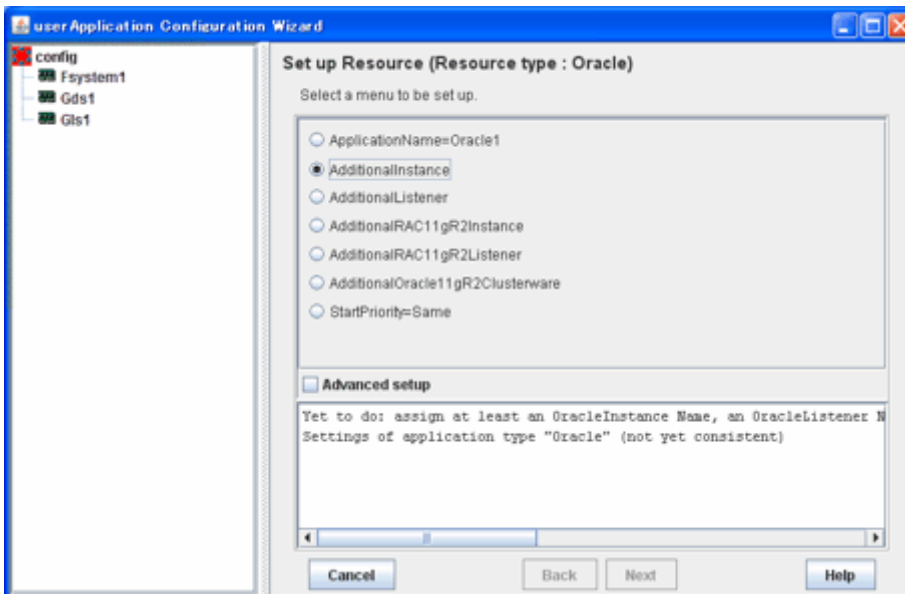 userApplication Configuration Wizard
config
Fsystem1
Gds1
Gls1
Set up Resource (Resource type : Oracle)
Select a menu to be set up.
ApplicationName=Oracle1
AdditionalInstance
AdditionalListener
AdditionalRAC11gR2Instance
AdditionalRAC11gR2Listener
AdditionalOracle11gR2Clusterware
StartPriority=Same
Advanced setup
Yet to do: assign at least an OracleInstance Name, an OracleListener N
Settings of application type "Oracle" (not yet consistent)
Cancel
Back
Next
Help